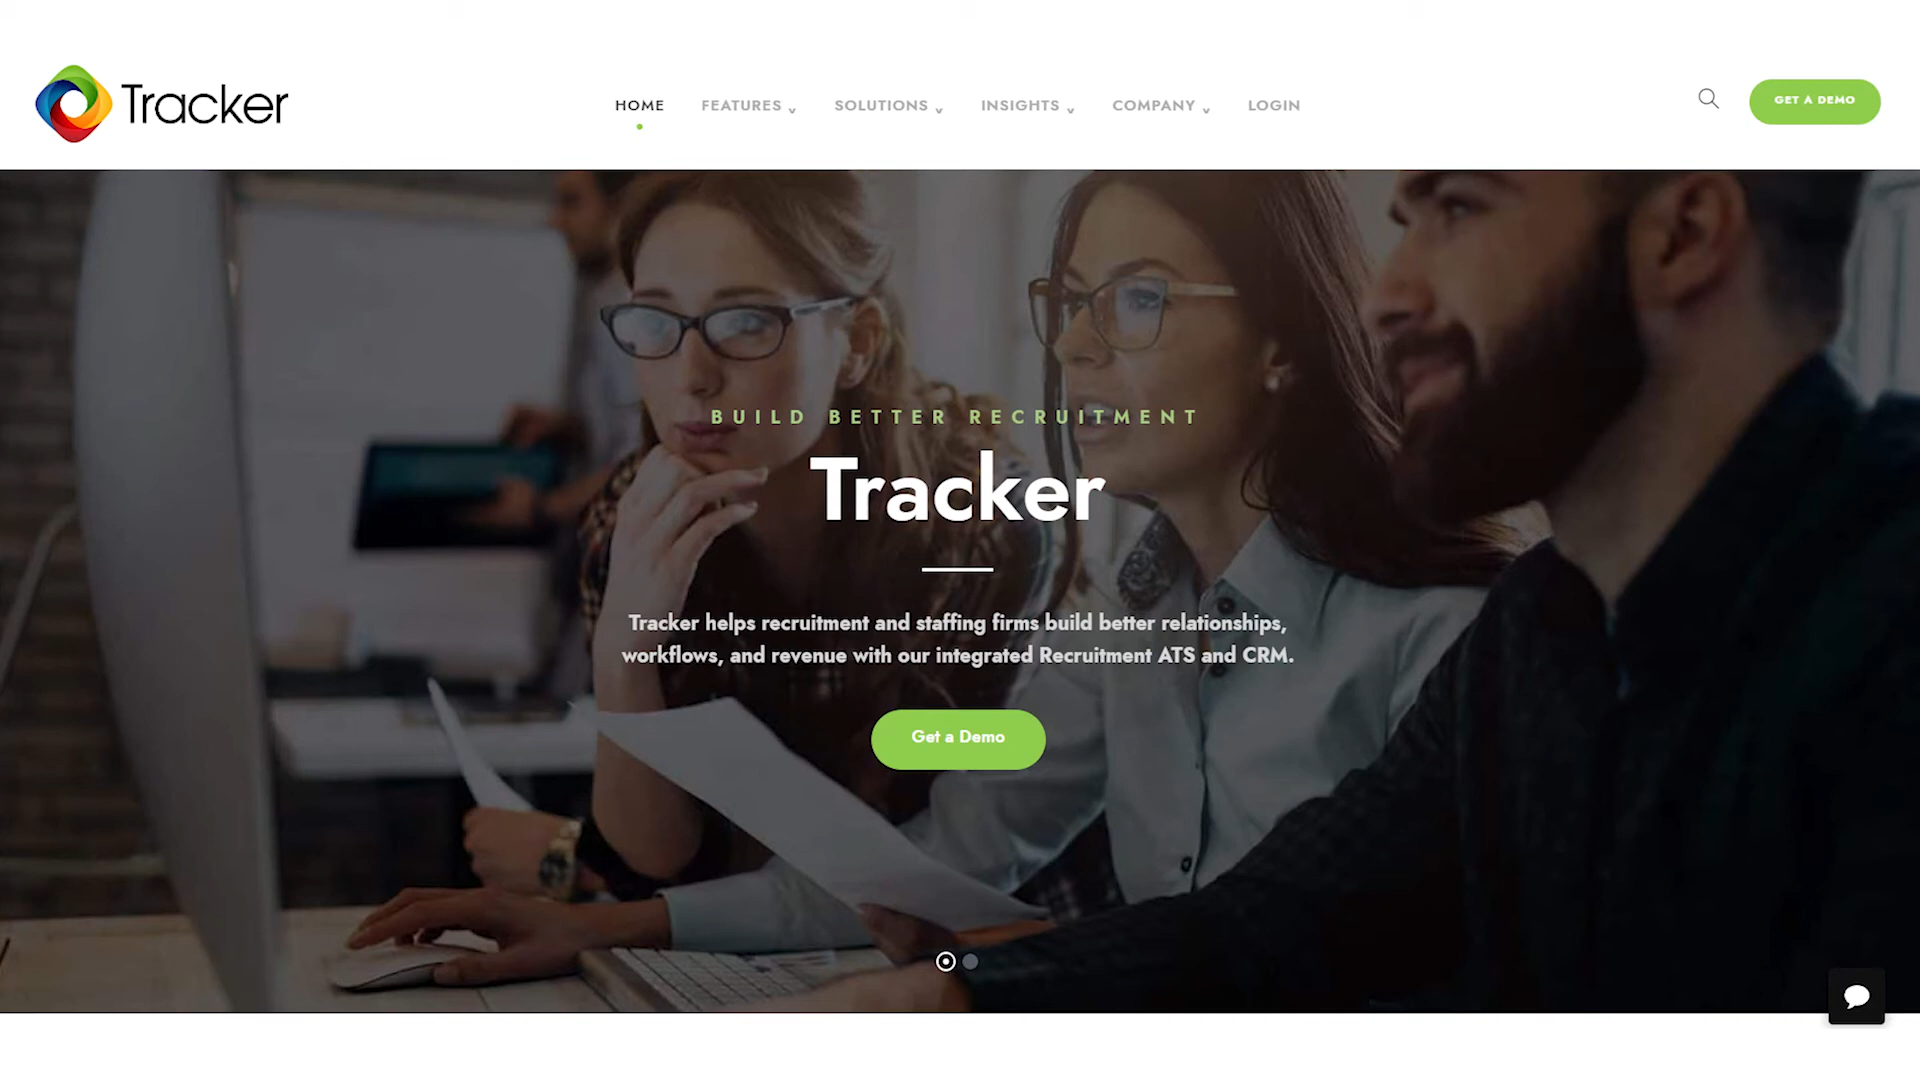 Tracker
HOME
FEATURES
SOLUTIONS
INSIGHTS
COMPANY
LOGIN
GET A DEMO
BUILD BETTER RECRUITMENT
Tracker
Tracker helps recruitment and staffing firms build better relationships,
workflows, and revenue with our integrated Recruitment ATS and CRM.
Get a Demo